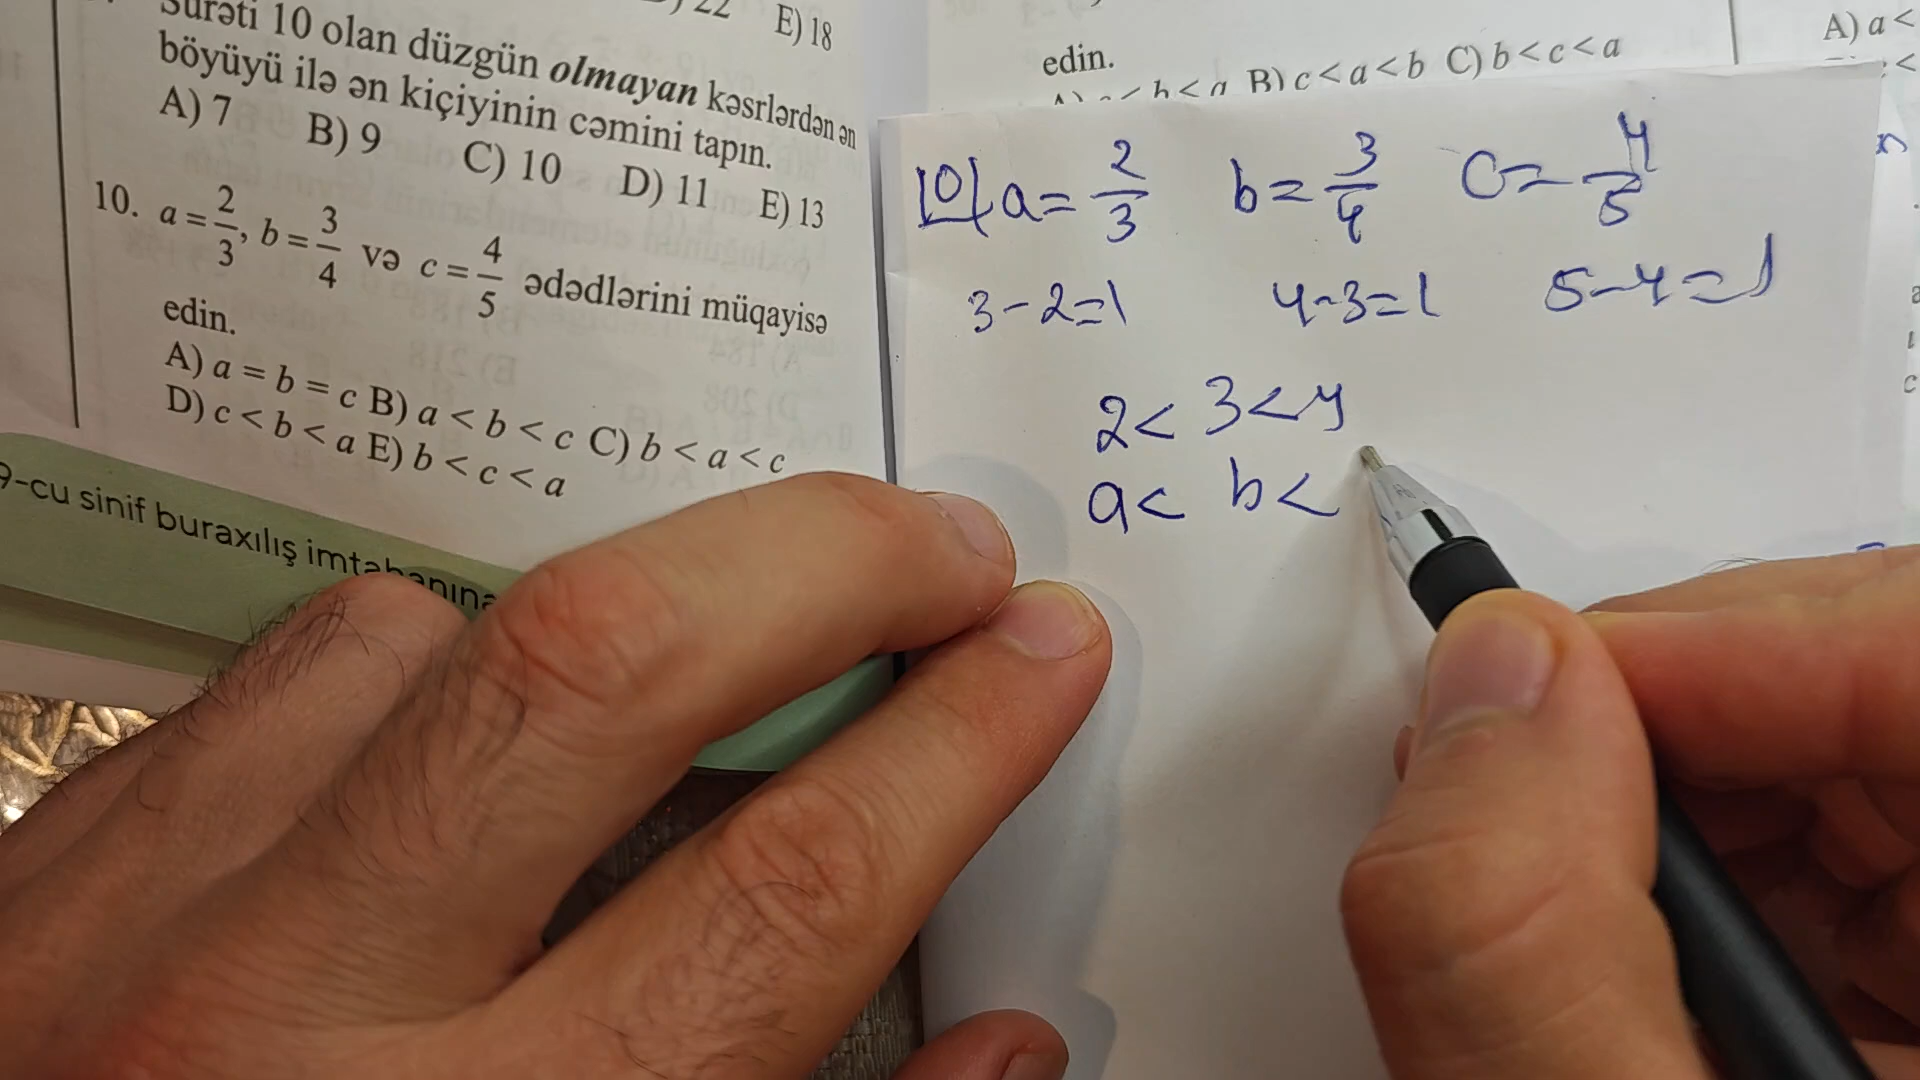 E) 18
Surəti 10 olan düzgün olmayan kəsrlərdən ən
böyüyü ilə ən kiçiyinin cəmini tapın.
A) 7 B) 9 C) 10 D) 11 E) 13
10. a = 2/3, b = 3/4 və c = 4/5 ədədlərini müqayisə
edin.
A) a = b = c B) a < b < c C) b < a < c
D) c < b < a E) b < c < a
9-cu sinif buraxılış
edin.
B) c < a < b C) b < c < a
A) a <
10) a = 2/3 b = 3/4 c = 4/5
3 - 2 = 1 4 - 3 = 1 5 - 4 = 1
2 < 3 < 4
a < b <